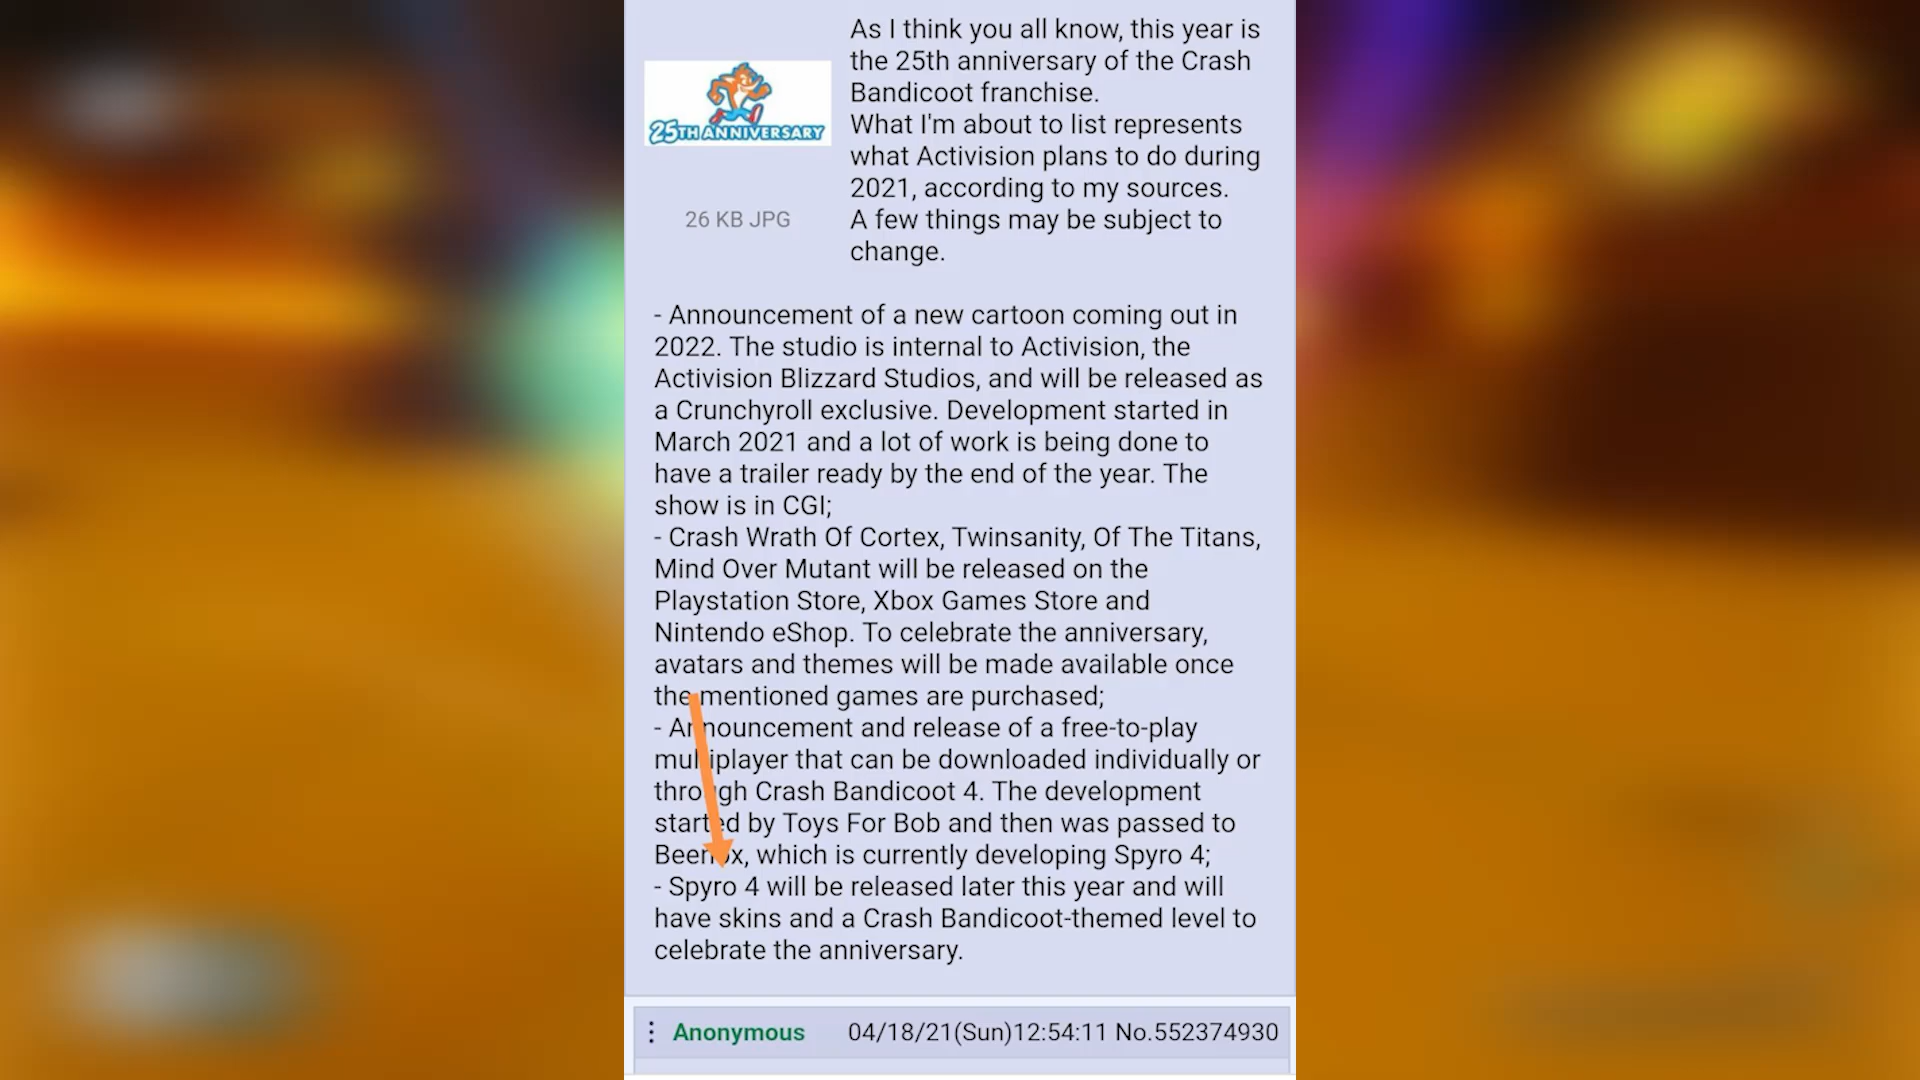 As I think you all know, this year is
the 25th anniversary of the Crash
Bandicoot franchise.
What I'm about to list represents
what Activision plans to do during
2021, according to my sources.
A few things may be subject to
change.
25TH ANNIVERSARY
26 KB JPG
- Announcement of a new cartoon coming out in
2022. The studio is internal to Activision, the
Activision Blizzard Studios, and will be released as
a Crunchyroll exclusive. Development started in
March 2021 and a lot of work is being done to
have a trailer ready by the end of the year. The
show is in CGI;
- Crash Wrath Of Cortex, Twinsanity, Of The Titans,
Mind Over Mutant will be released on the
Playstation Store, Xbox Games Store and
Nintendo eShop. To celebrate the anniversary,
avatars and themes will be made available once
the mentioned games are purchased;
- Announcement and release of a free-to-play
multiplayer that can be downloaded individually or
through Crash Bandicoot 4. The development
started by Toys For Bob and then was passed to
Beenox, which is currently developing Spyro 4;
- Spyro 4 will be released later this year and will
have skins and a Crash Bandicoot-themed level to
celebrate the anniversary.
Anonymous 04/18/21(Sun)12:54:11 No.552374930